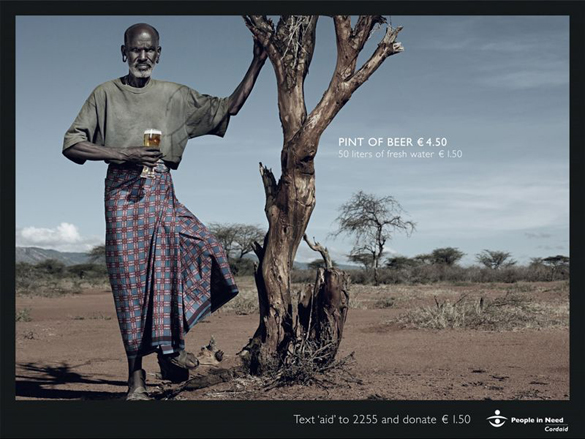 PINT OF BEER € 4.50
50 liters of fresh water € 1.50
Text 'aid' to 2255 and donate € 1.50
People in Need
Cordaid